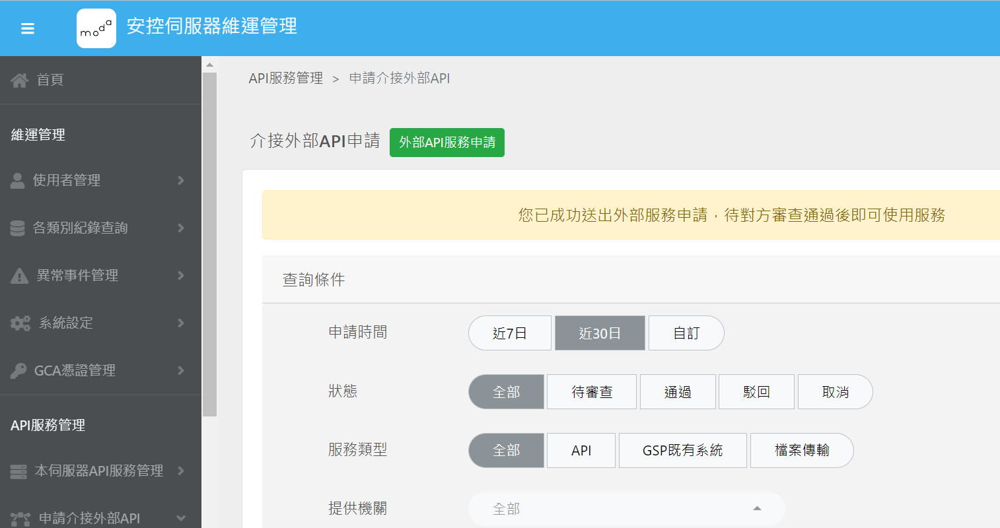 moda
安控伺服器維運管理
首頁
維運管理
使用者管理
各類別紀錄查詢
異常事件管理
系統設定
GCA憑證管理
API服務管理
本伺服器API服務管理
申請介接外部API
API服務管理 > 申請介接外部API
介接外部API申請 外部API服務申請
您已成功送出外部服務申請，待對方審查通過後即可使用服務
查詢條件
申請時間 近7日 近30日 自訂
狀態 全部 待審查 通過 駁回 取消
服務類型 全部 API GSP既有系統 檔案傳輸
提供機關 全部